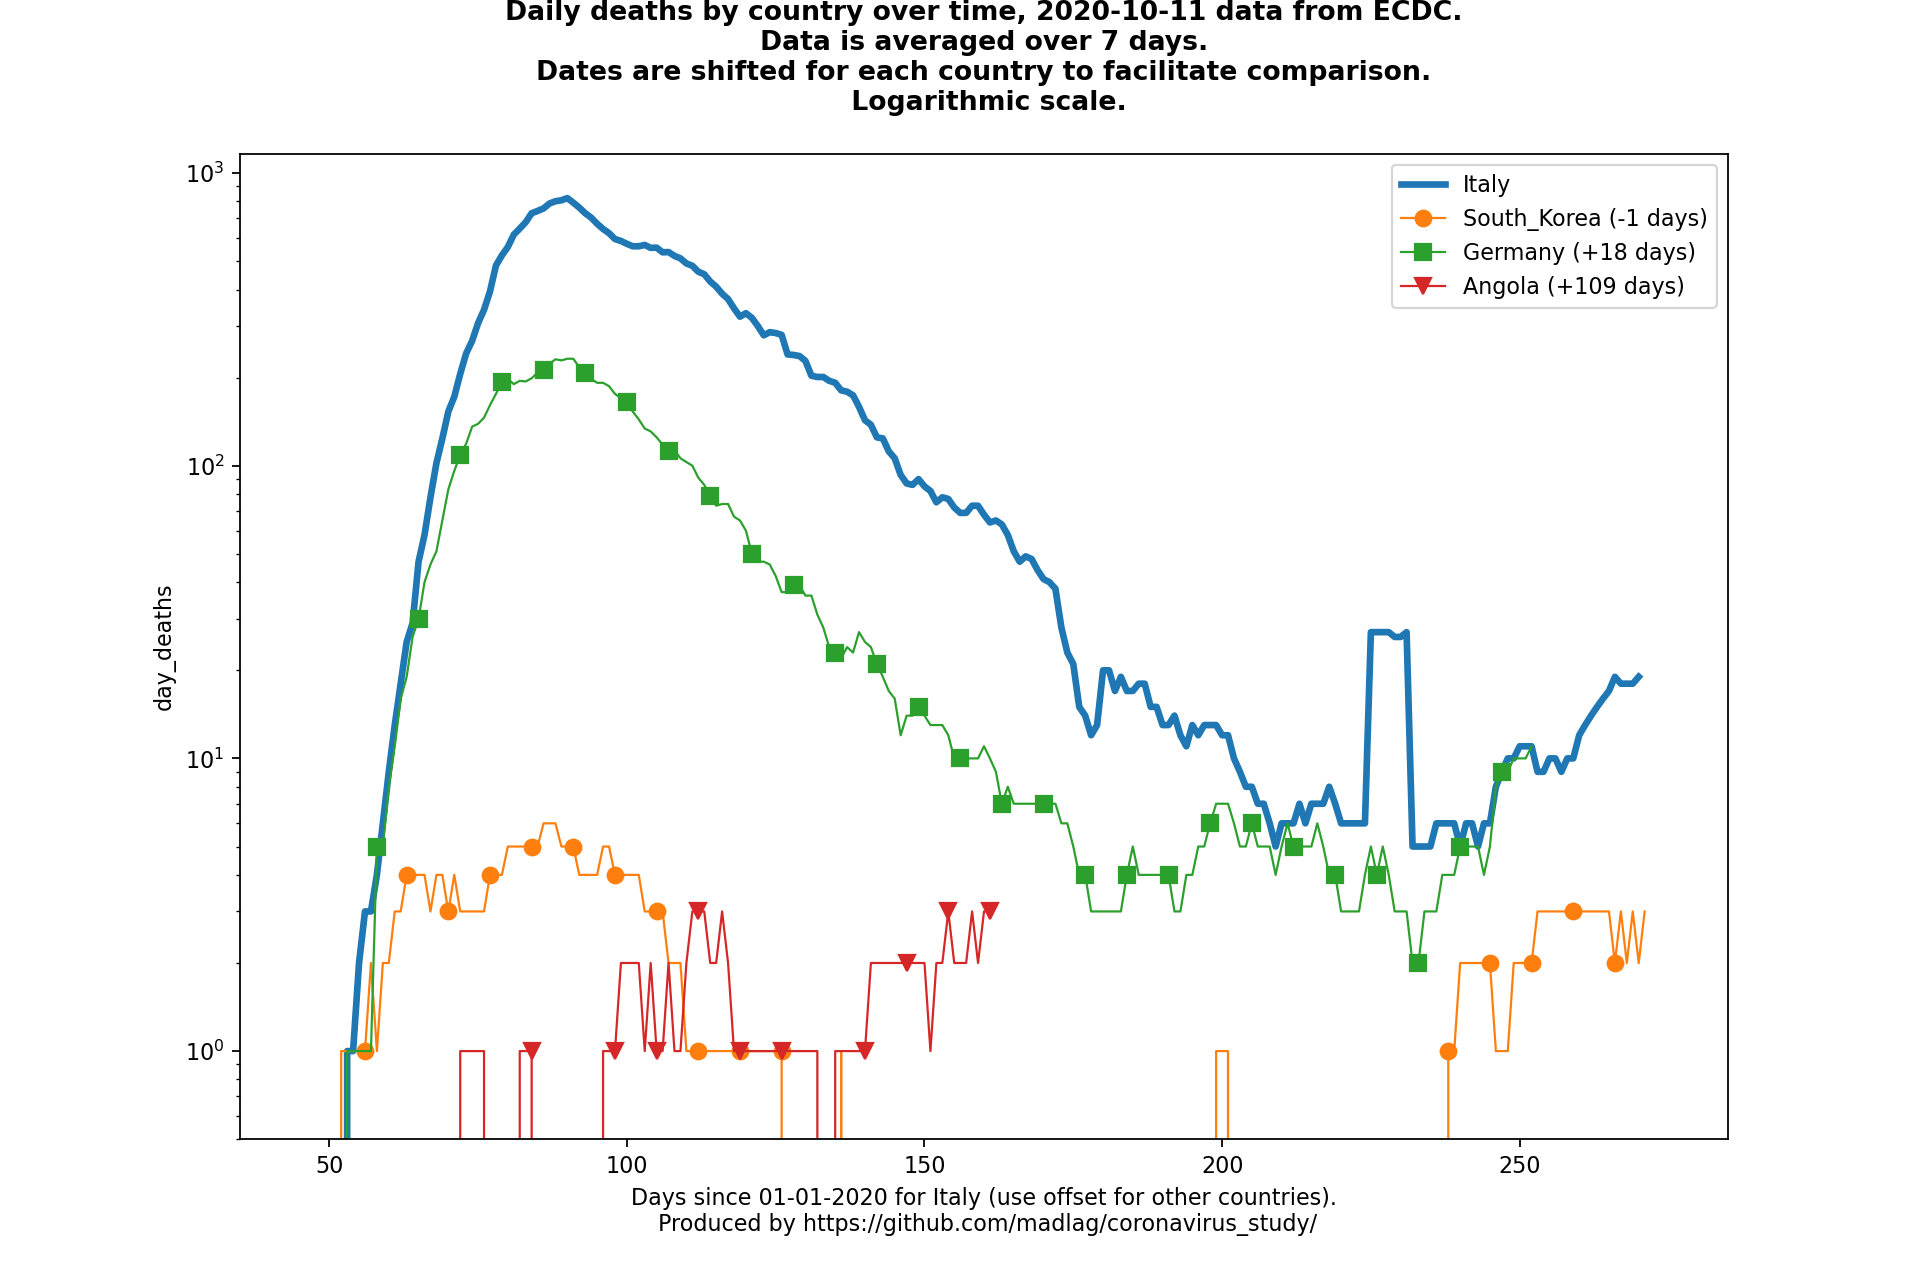 Daily deaths by country over time, 2020-10-11 data from ECDC.
Data is averaged over 7 days.
Dates are shifted for each country to facilitate comparison.
Logarithmic scale.
10³
10²
10¹
10⁰
day_deaths
Italy
South_Korea (-1 days)
Germany (+18 days)
Angola (+109 days)
50 100 150 200 250
Days since 01-01-2020 for Italy (use offset for other countries).
Produced by https://github.com/madlag/coronavirus_study/